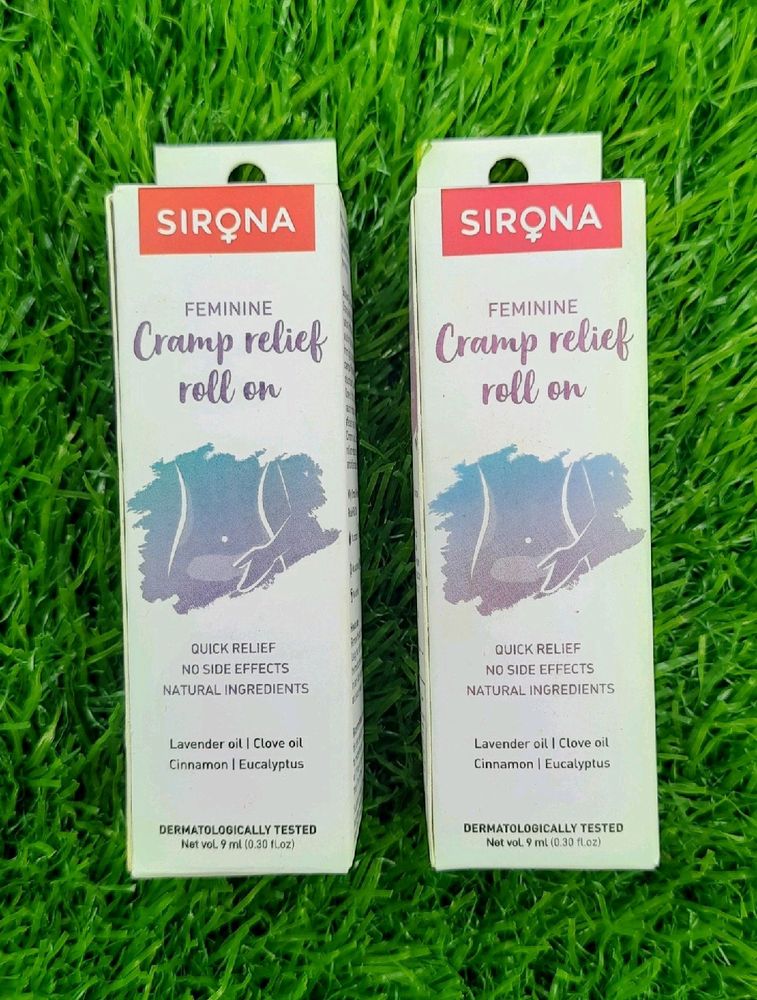 SIRONA
FEMININE
Cramp relief
roll on
QUICK RELIEF
NO SIDE EFFECTS
NATURAL INGREDIENTS
Lavender oil | Clove oil
Cinnamon | Eucalyptus
DERMATOLOGICALLY TESTED
Net vol. 9 ml (0.30 fl.oz)
SIRONA
FEMININE
Cramp relief
roll on
QUICK RELIEF
NO SIDE EFFECTS
NATURAL INGREDIENTS
Lavender oil | Clove oil
Cinnamon | Eucalyptus
DERMATOLOGICALLY TESTED
Net vol. 9 ml (0.30 fl.oz)